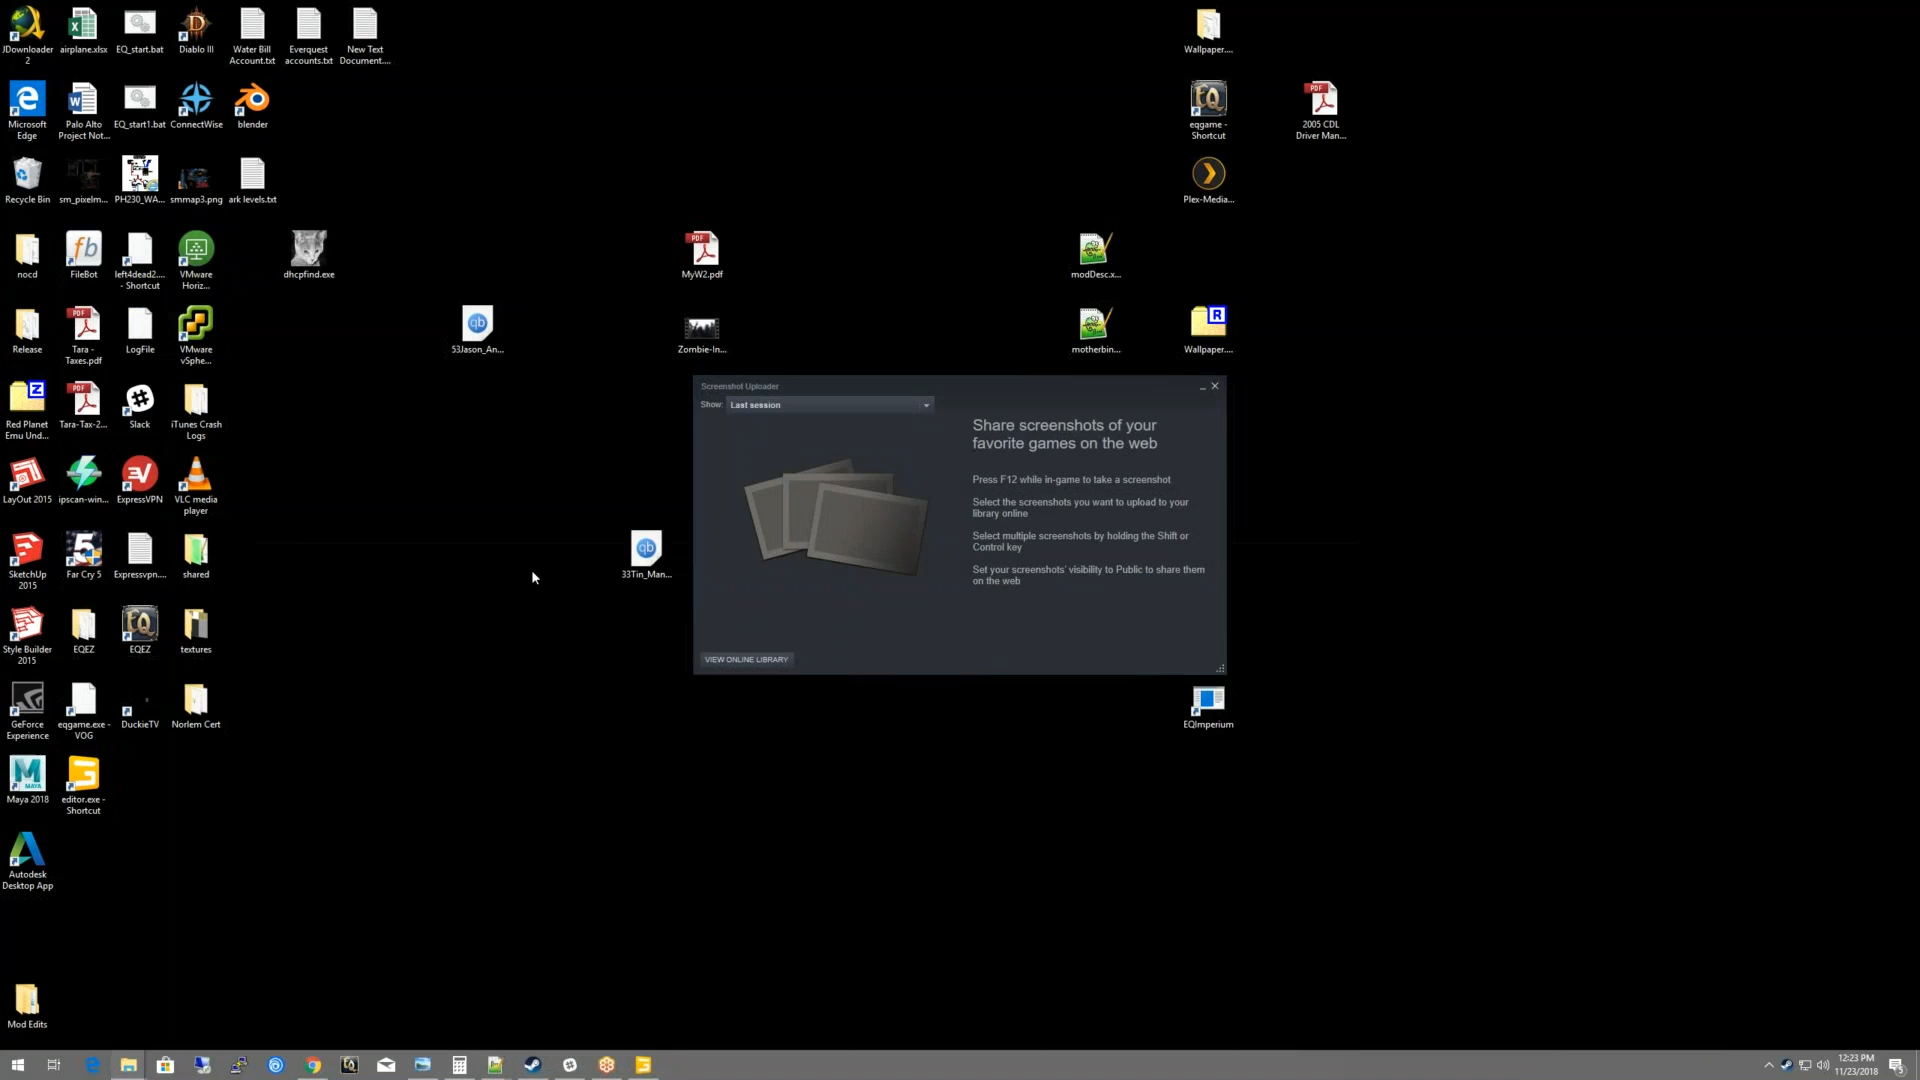 JDownloader
2
airplane.xlsx
EQ_start.bat
Diablo III
Water Bill
Account.txt
Everquest
accounts.txt
New Text
Document....
Wallpaper....
Microsoft
Edge
Palo Alto
Project Not...
EQ_start1.bat
ConnectWise
blender
eqgame -
Shortcut
2005 CDL
Driver Man...
Recycle Bin
sm_pixelm...
PH230_WA...
smmap3.png
ark levels.txt
Plex-Media...
nocd
FileBot
left4dead2....
- Shortcut
VMware
Horiz...
dhcpfind.exe
MyW2.pdf
modDesc.x...
Release
Tara -
Taxes.pdf
LogFile
VMware
vSphe...
53Jason_An...
Zombie-In...
motherbin...
Wallpaper....
Red Planet
Emu Und...
Tara-Tax-2...
Slack
iTunes Crash
Logs
LayOut 2015
ipscan-win...
ExpressVPN
VLC media
player
SketchUp
2015
Far Cry 5
Expressvpn....
shared
33Tin_Man...
Style Builder
2015
EQEZ
EQEZ
textures
GeForce
Experience
eqgame.exe -
VOG
DuckieTV
Norlem Cert
EQImperium
Maya 2018
editor.exe -
Shortcut
Autodesk
Desktop App
Mod Edits
Screenshot Uploader
Show: Last session
Share screenshots of your
favorite games on the web
Press F12 while in-game to take a screenshot
Select the screenshots you want to upload to your
library online
Select multiple screenshots by holding the Shift or
Control key
Set your screenshots' visibility to Public to share them
on the web
VIEW ONLINE LIBRARY
12:23 PM
11/23/2018